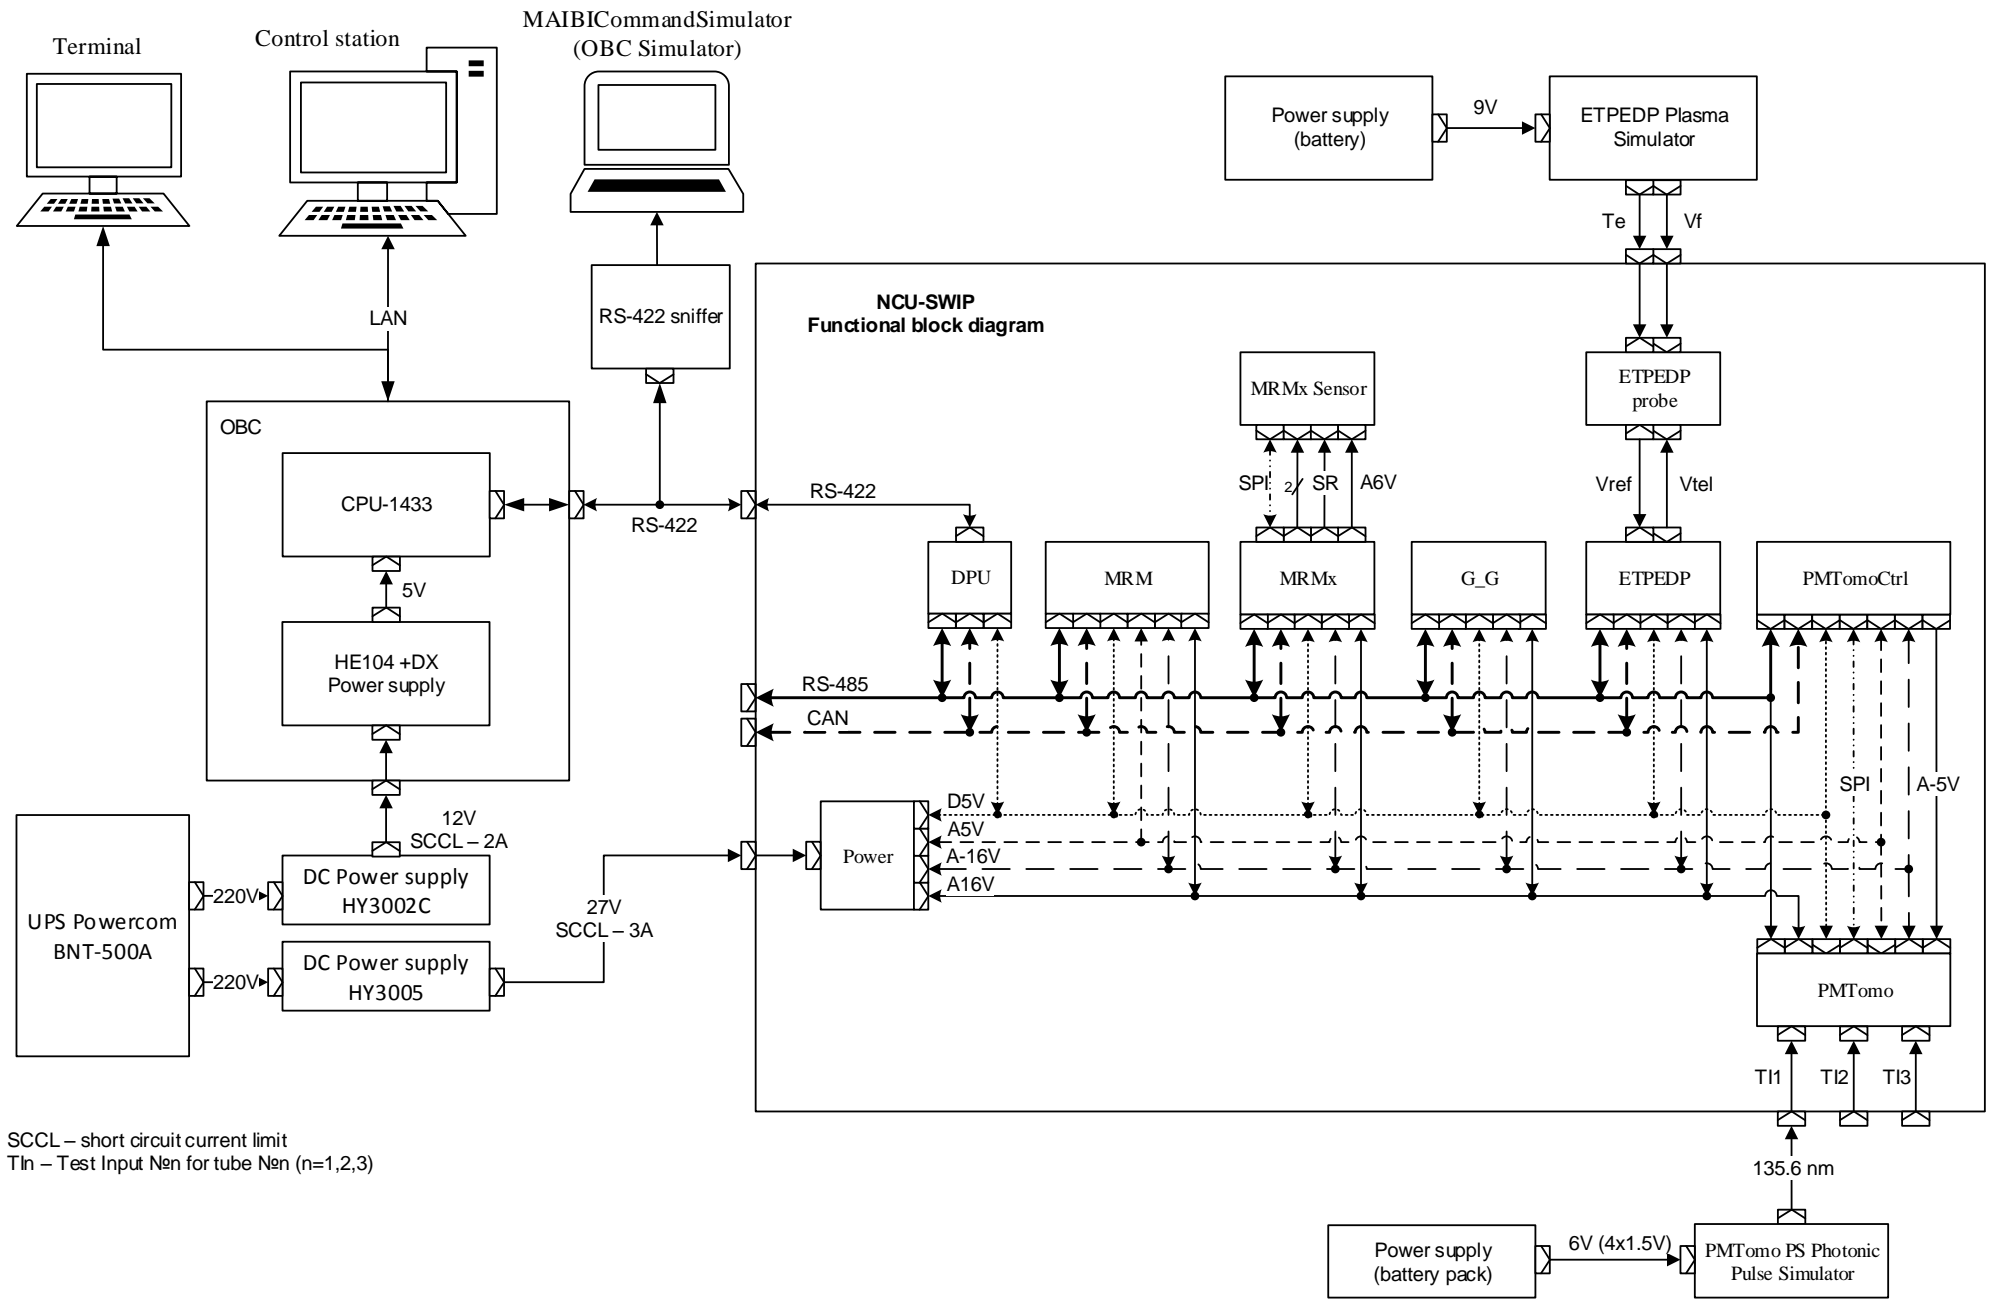 Terminal
Control station
MAIBICommandSimulator
(OBC Simulator)
Power supply
(battery)
9V
ETPEDP Plasma
Simulator
Te
Vf
LAN
RS-422 sniffer
NCU-SWIP
Functional block diagram
MRMx Sensor
ETPEDP
probe
OBC
CPU-1433
RS-422
RS-422
SPI
2
SR
A6V
Vref
Vtel
5V
DPU
MRM
MRMx
G_G
ETPEDP
PMTomoCtrl
HE104 +DX
Power supply
RS-485
CAN
12V
SCCL – 2A
Power
D5V
A5V
A-16V
A16V
SPI
A-5V
UPS Powercom
BNT-500A
220V
DC Power supply
HY3002C
220V
DC Power supply
HY3005
27V
SCCL – 3A
PMTomo
TI1
TI2
TI3
SCCL – short circuit current limit
TIn – Test Input №n for tube №n (n=1,2,3)
135.6 nm
Power supply
(battery pack)
6V (4x1.5V)
PMTomo PS Photonic
Pulse Simulator